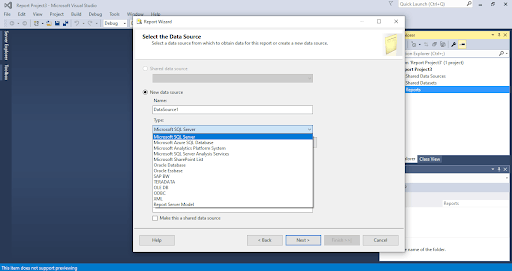 Report Project3 - Microsoft Visual Studio
Quick Launch (Ctrl+Q)
File Edit View Project Build Debug Team Tools Window Help
Debug
Server Explorer
Toolbox
Report Wizard
Select the Data Source
Select a data source from which to obtain data for this report or create a new data source.
Shared data source
New data source
Name:
DataSource1
Type:
Microsoft SQL Server
Microsoft SQL Server
Microsoft Azure SQL Database
Microsoft Analytics Platform System
Microsoft SQL Server Analysis Services
Microsoft SharePoint List
Oracle Database
Oracle Essbase
SAP BW
TERADATA
OLE DB
ODBC
XML
Report Server Model
Make this a shared data source
Help
< Back
Next >
Cancel
Explorer (Ctrl+;)
'Report Project3' (1 project)
port Project3
Shared Data Sources
Shared Datasets
Reports
Class View
Reports
e name of the folder.
This item does not support previewing